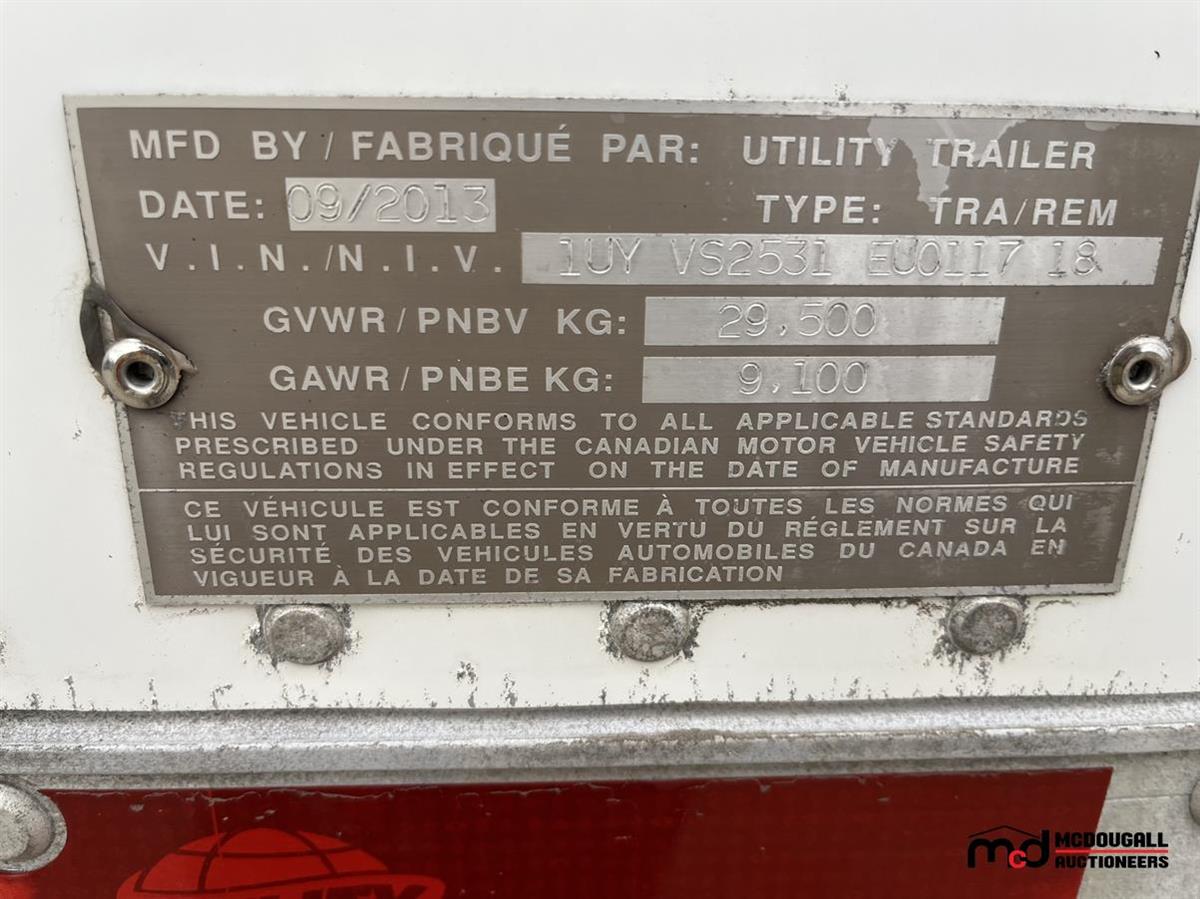 MFD BY / FABRIQUÉ PAR: UTILITY TRAILER
DATE: 09/2013 TYPE: TRA/REM
V.I.N./N.I.V. 1UY VS2531 EU0117 18
GVWR/PNBV KG: 29,500
GAWR/PNBE KG: 9,100
THIS VEHICLE CONFORMS TO ALL APPLICABLE STANDARDS
PRESCRIBED UNDER THE CANADIAN MOTOR VEHICLE SAFETY
REGULATIONS IN EFFECT ON THE DATE OF MANUFACTURE
CE VÉHICULE EST CONFORME À TOUTES LES NORMES QUI
LUI SONT APPLICABLES EN VERTU DU RÉGLEMENT SUR LA
SÉCURITÉ DES VEHICULES AUTOMOBILES DU CANADA EN
VIGUEUR À LA DATE DE SA FABRICATION
mcd MCDOUGALL
AUCTIONEERS